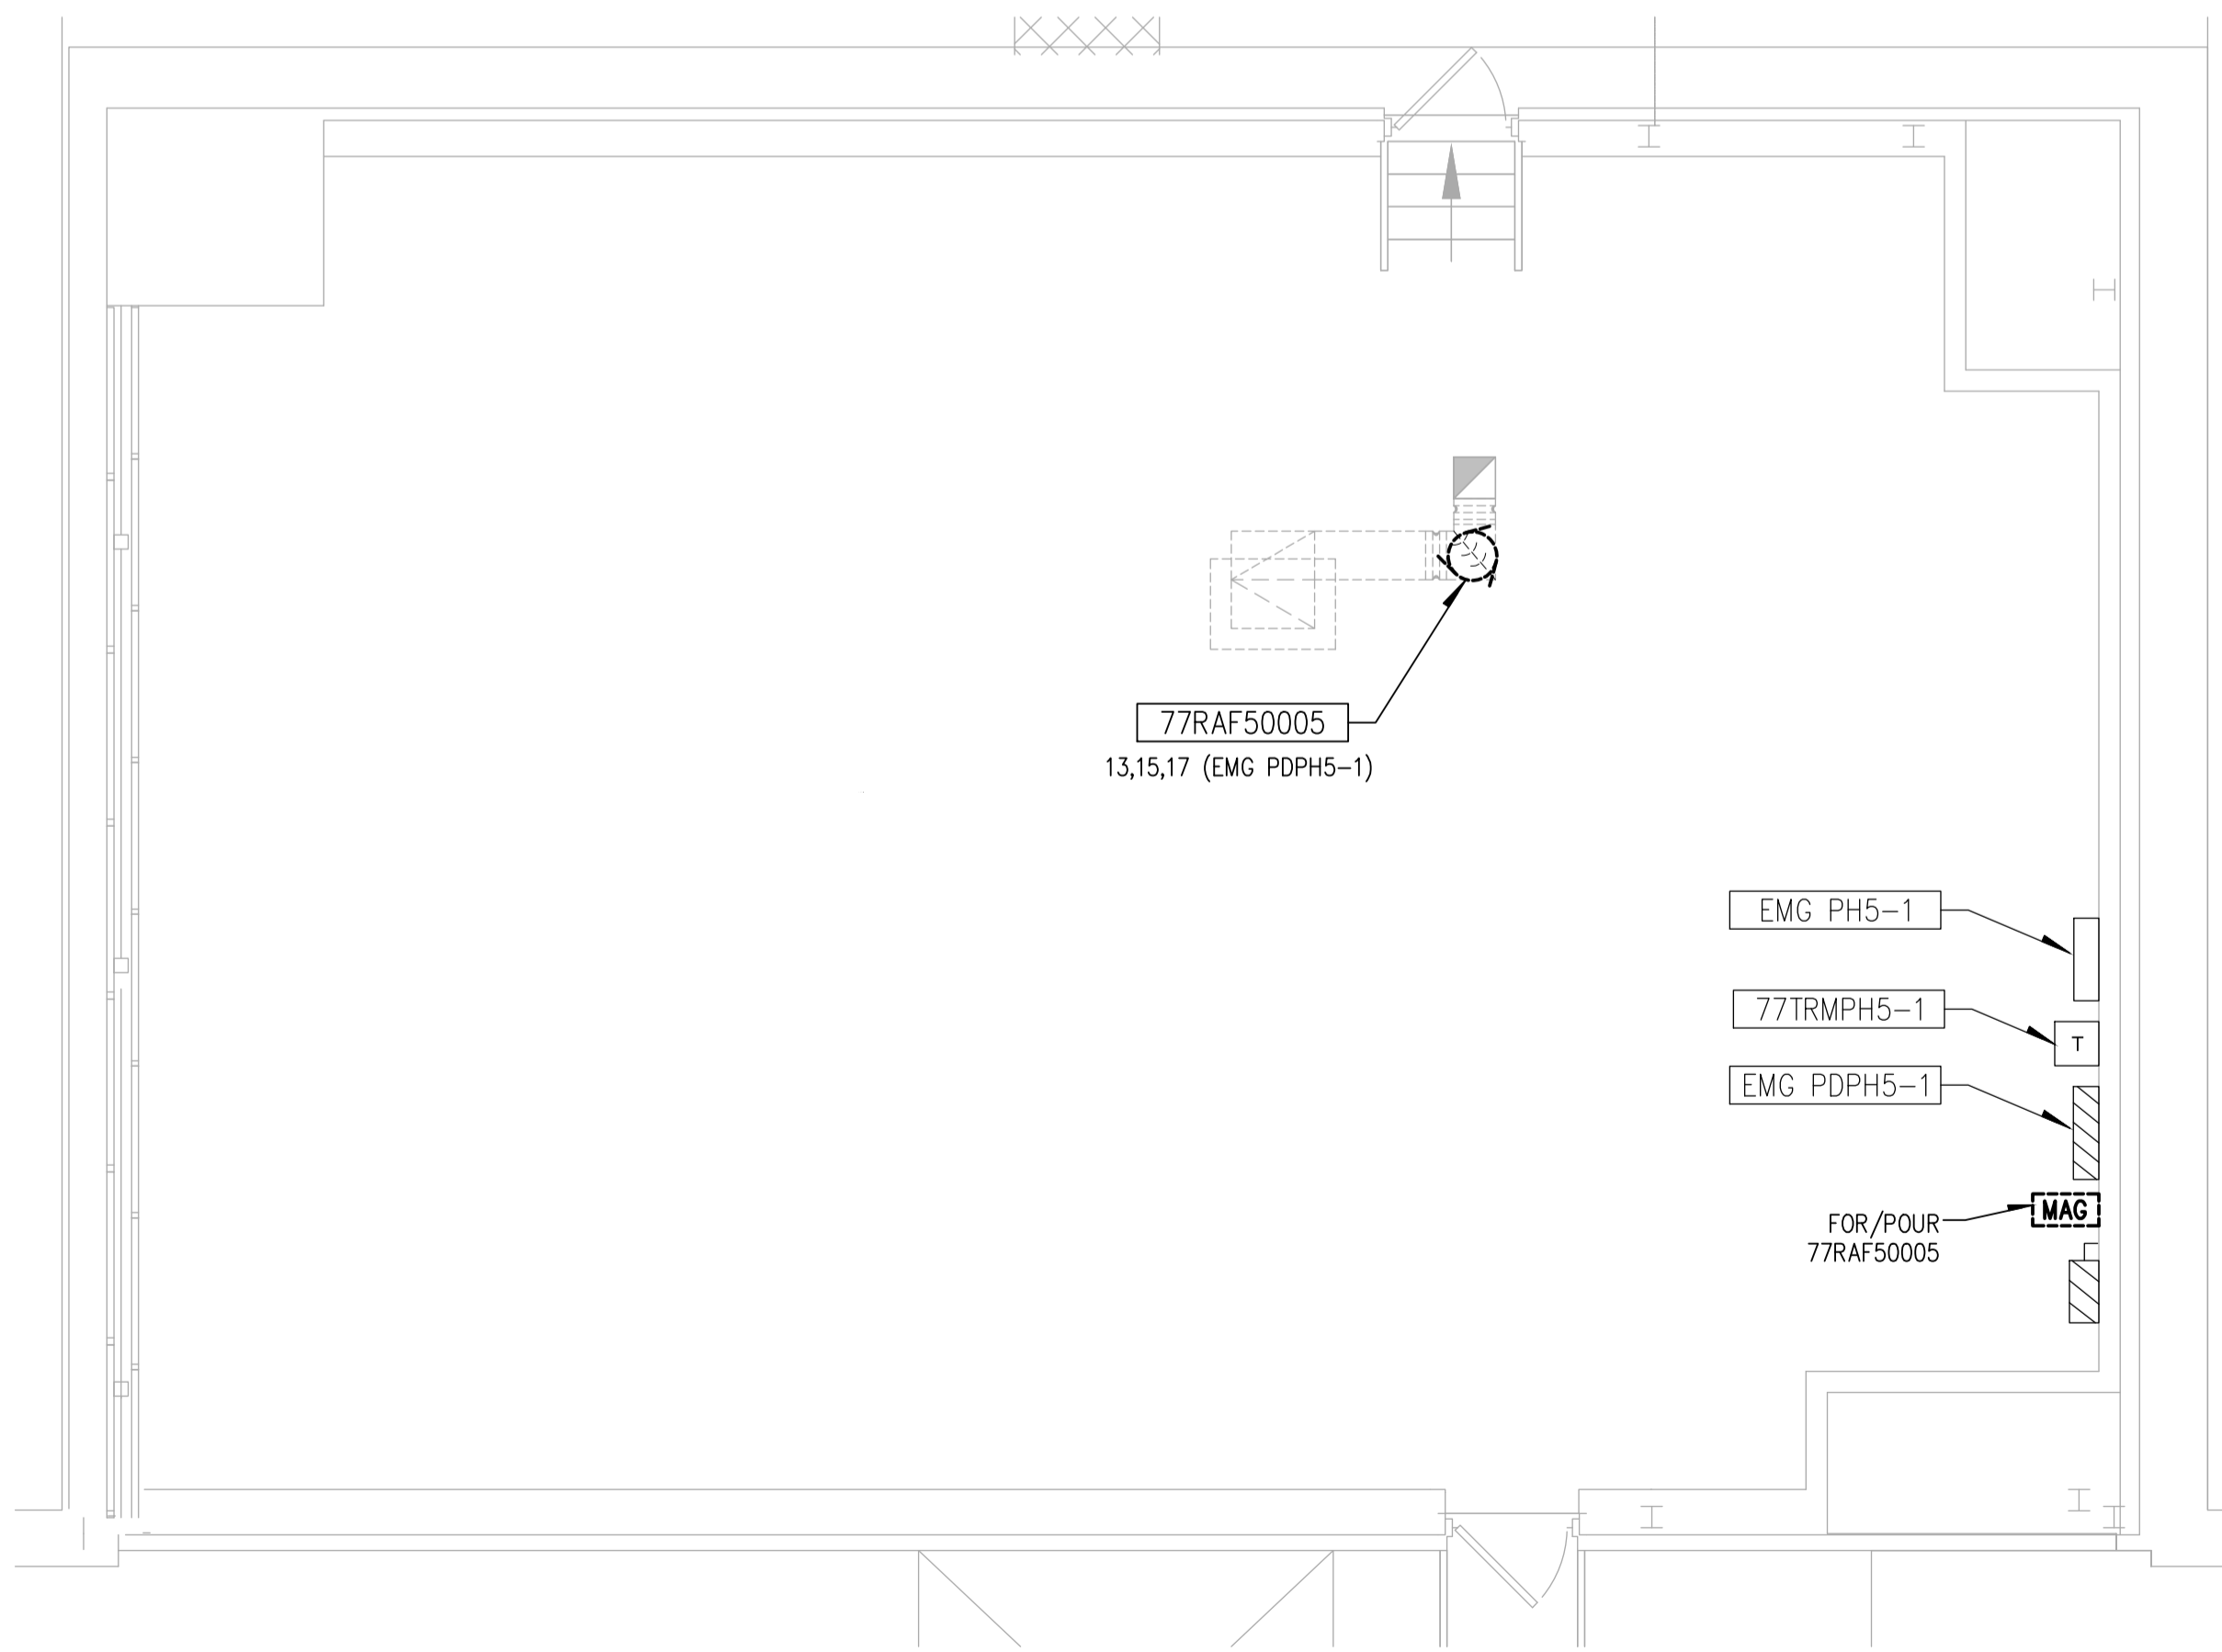 77RAF50005
13,15,17 (EMG PDPH5-1)
EMG PH5-1
77TRMPH5-1
T
EMG PDPH5-1
MAG
FOR/POUR
77RAF50005